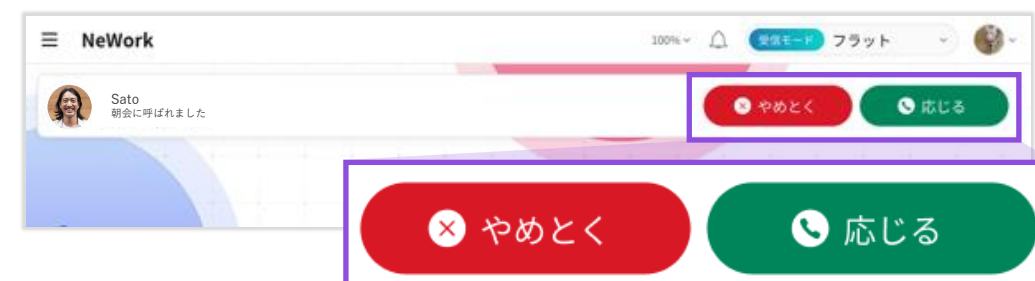 NeWork
100%
受信モード フラット
Sato
朝会に呼ばれました
やめとく
応じる
やめとく
応じる